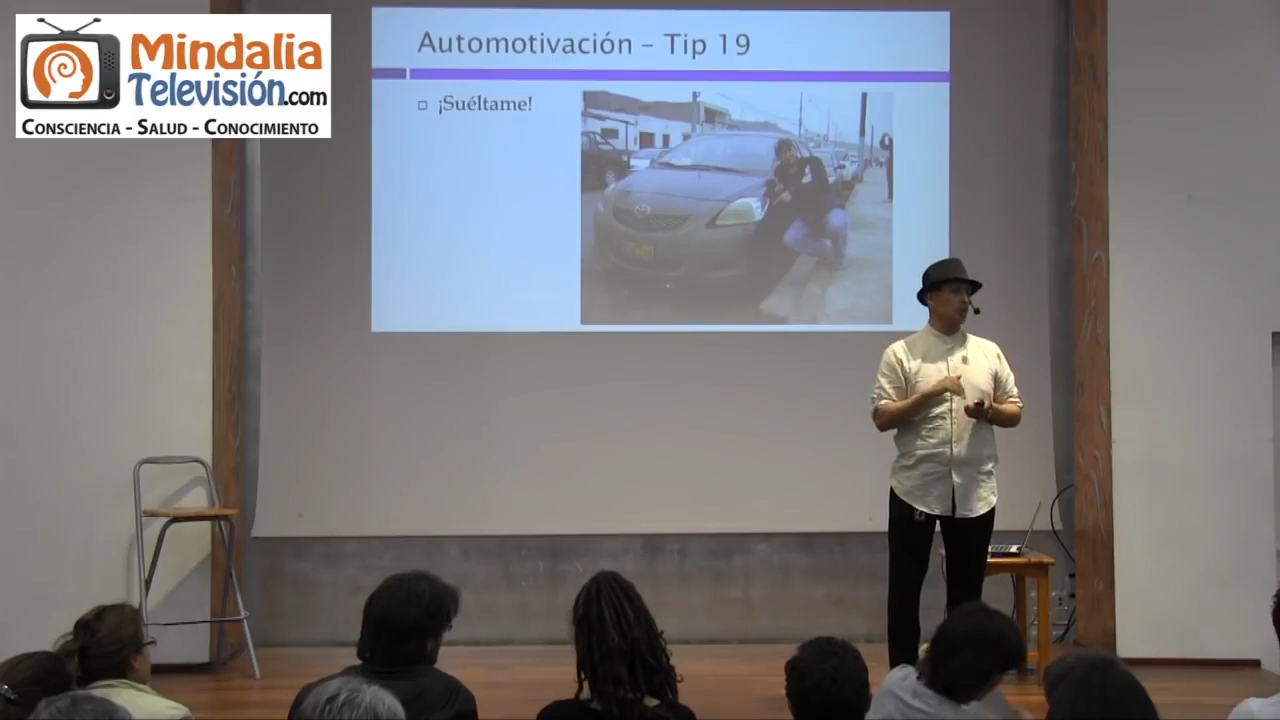 Mindalia
Televisión.com
CONSCIENCIA - SALUD - CONOCIMIENTO
Automotivación – Tip 19
¡Suéltame!